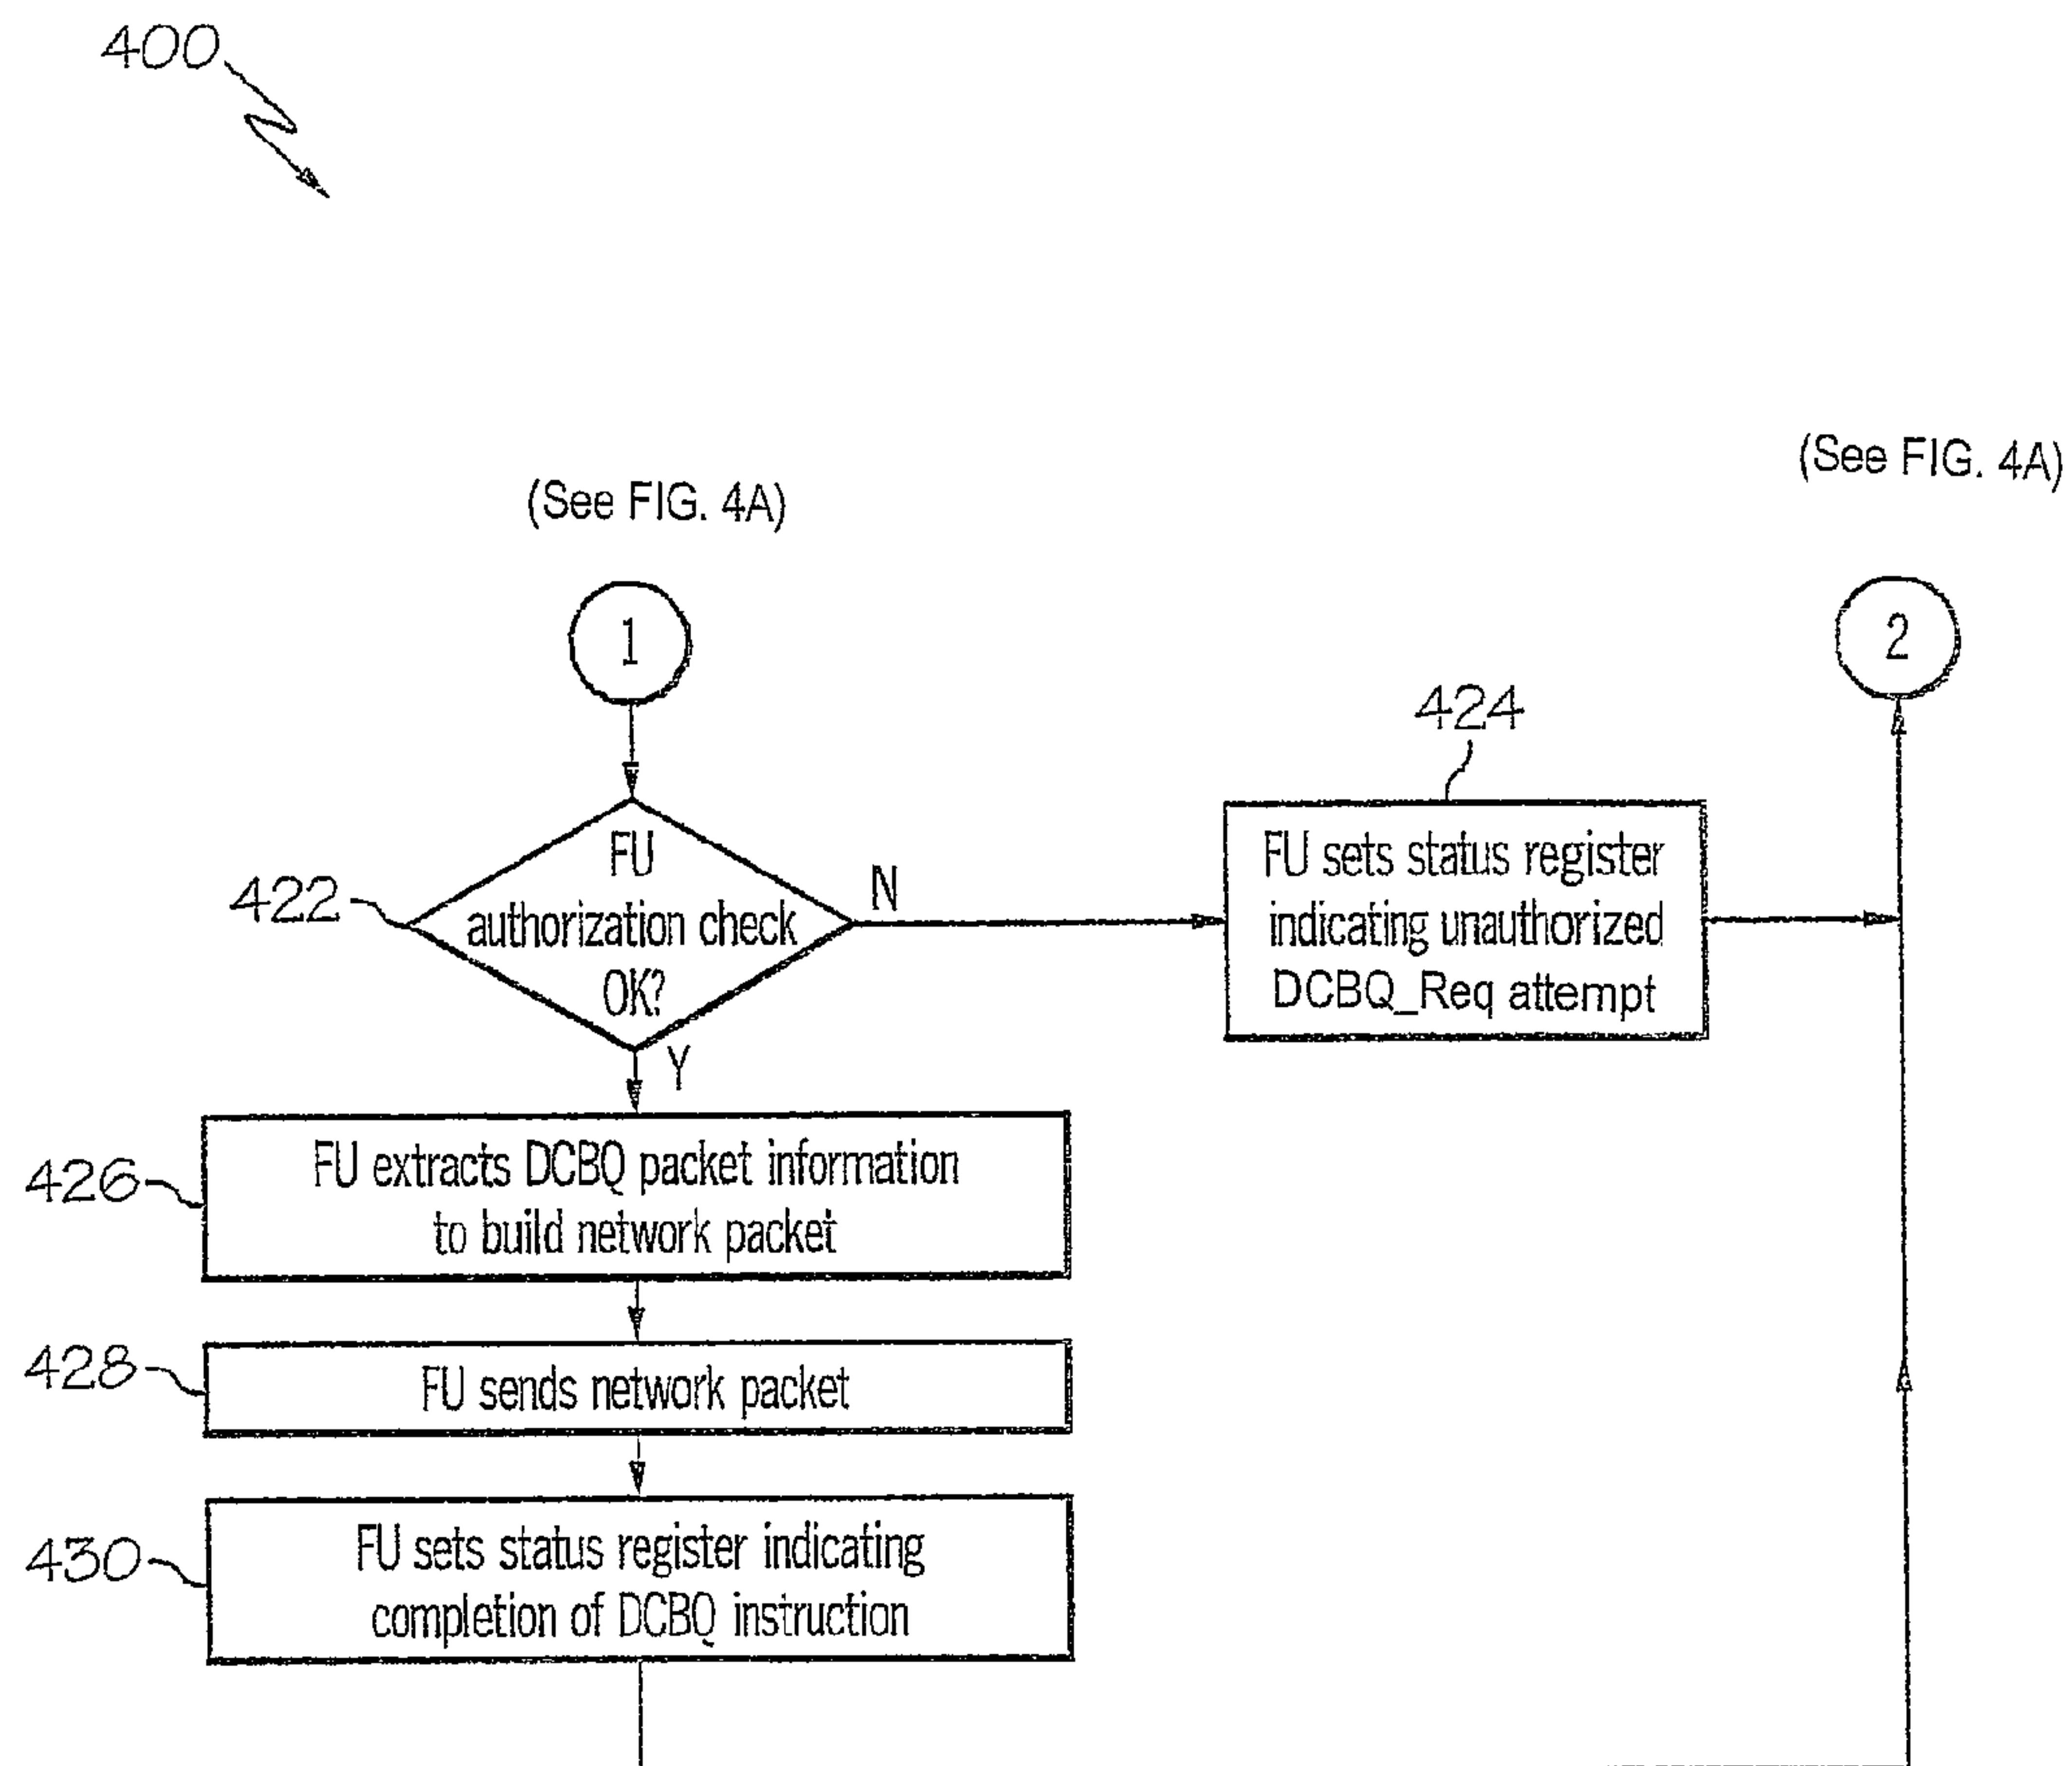 400
(See FIG. 4A)
(See FIG. 4A)
1
2
424
422
FU
authorization check
OK?
N
FU sets status register
indicating unauthorized
DCBQ_Req attempt
Y
426
FU extracts DCBQ packet information
to build network packet
428
FU sends network packet
430
FU sets status register indicating
completion of DCBQ instruction